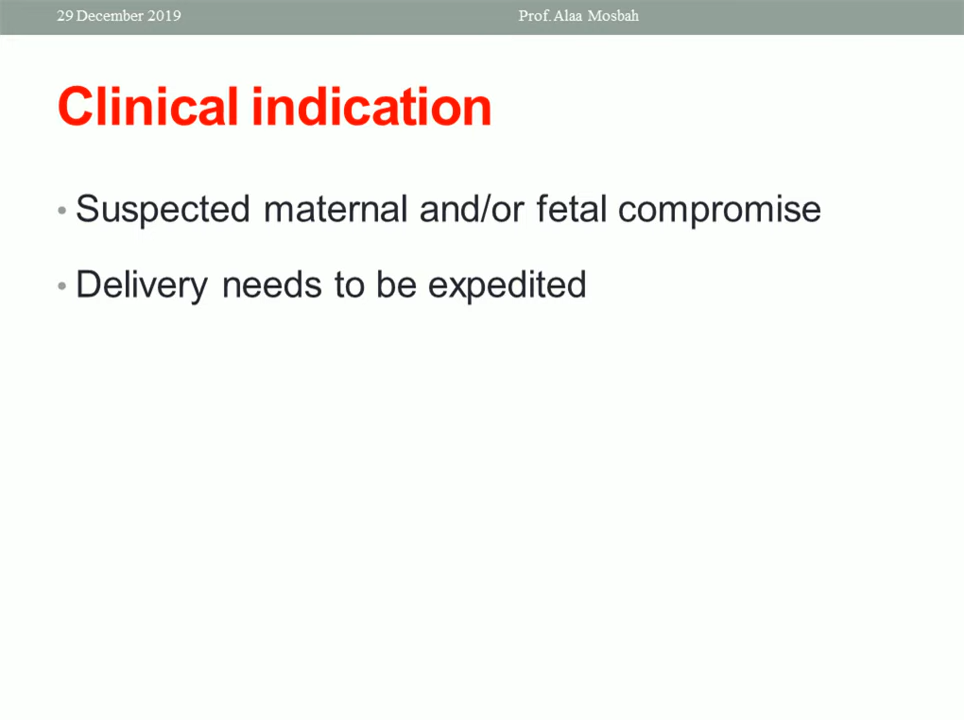 29 December 2019 Prof. Alaa Mosbah
Clinical indication
• Suspected maternal and/or fetal compromise
• Delivery needs to be expedited